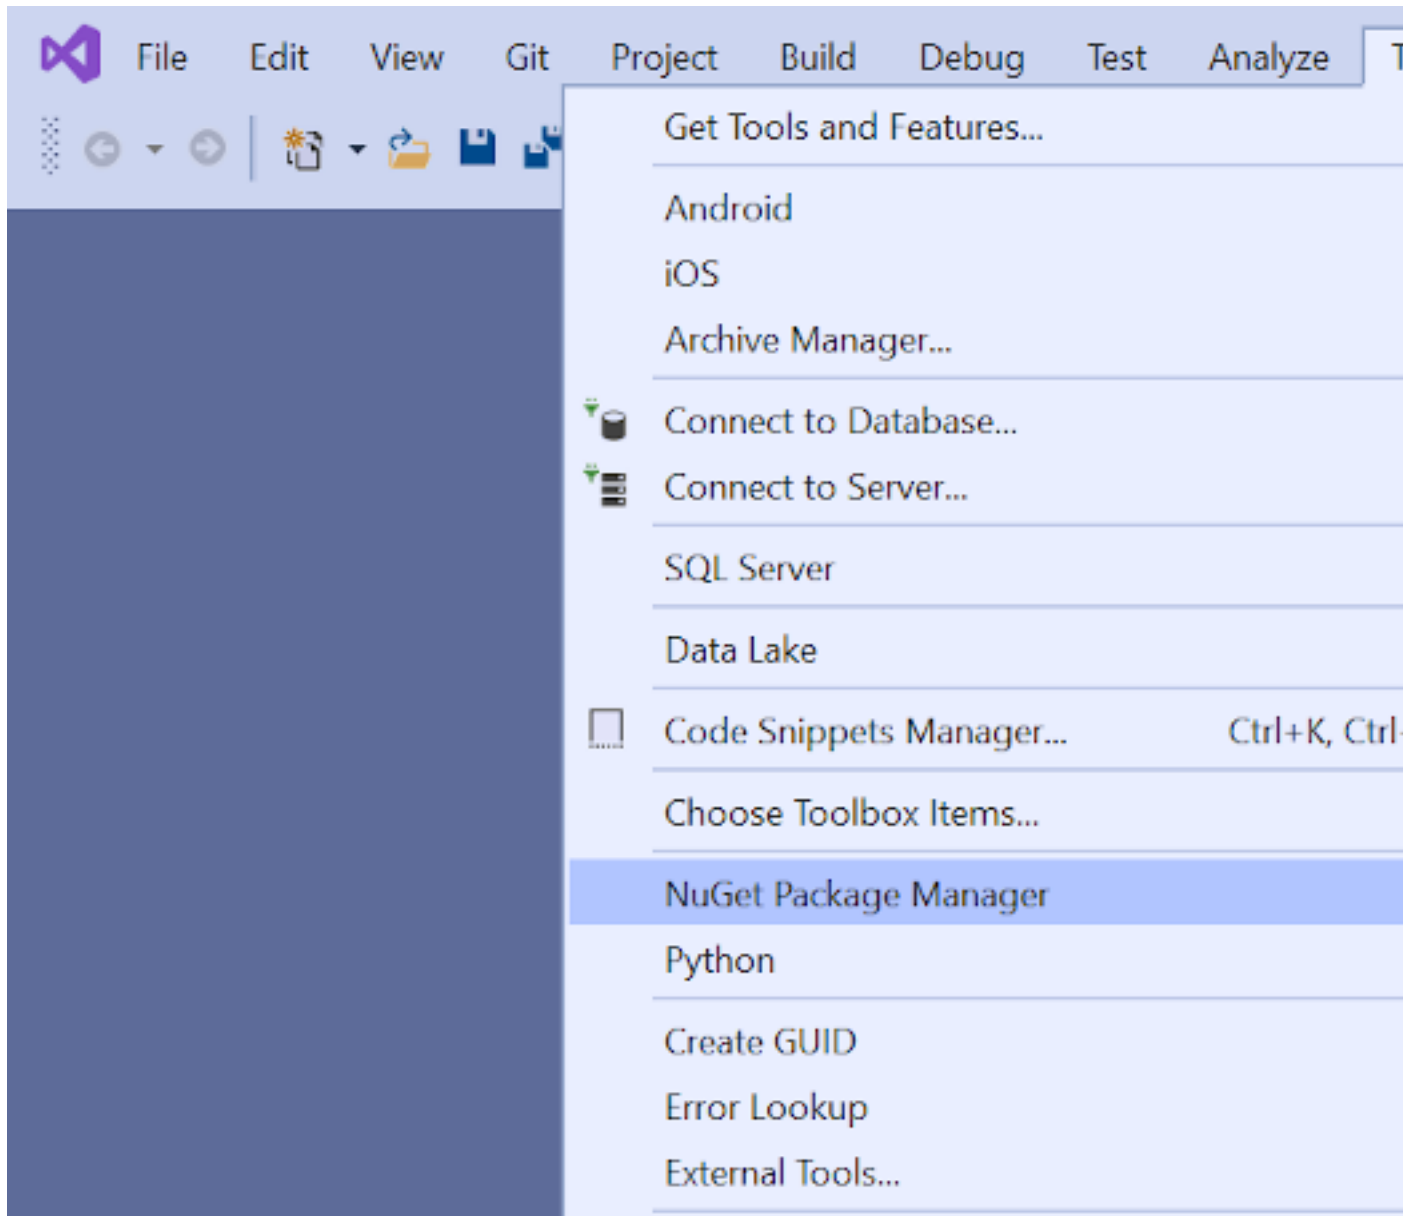 File Edit View Git Project Build Debug Test Analyze
Get Tools and Features...
Android
iOS
Archive Manager...
Connect to Database...
Connect to Server...
SQL Server
Data Lake
Code Snippets Manager... Ctrl+K, Ctrl
Choose Toolbox Items...
NuGet Package Manager
Python
Create GUID
Error Lookup
External Tools...